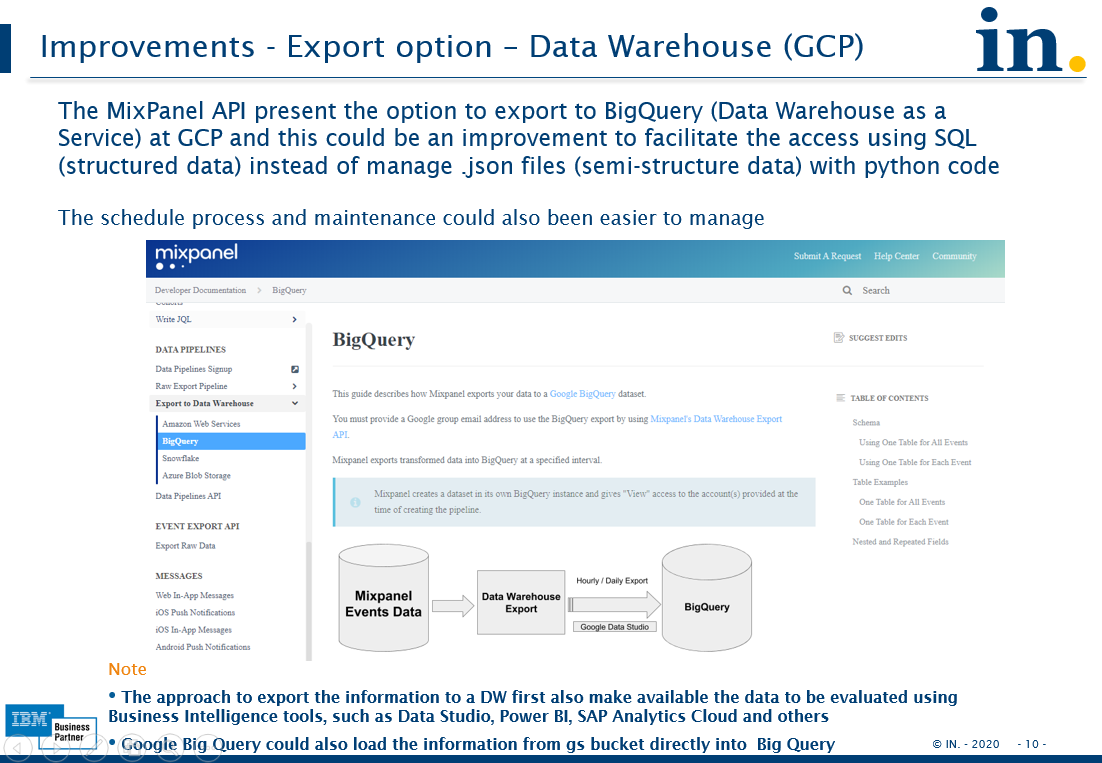 Improvements - Export option – Data Warehouse (GCP)
in.
The MixPanel API present the option to export to BigQuery (Data Warehouse as a
Service) at GCP and this could be an improvement to facilitate the access using SQL
(structured data) instead of manage .json files (semi-structure data) with python code
The schedule process and maintenance could also been easier to manage
mixpanel
Submit A Request Help Center Community
Developer Documentation > BigQuery
Search
Cohorts
Write JQL
DATA PIPELINES
Data Pipelines Signup
Raw Export Pipeline
Export to Data Warehouse
Amazon Web Services
BigQuery
Snowflake
Azure Blob Storage
Data Pipelines API
EVENT EXPORT API
Export Raw Data
MESSAGES
Web In-App Messages
iOS Push Notifications
iOS In-App Messages
Android Push Notifications
BigQuery
This guide describes how Mixpanel exports your data to a Google BigQuery dataset.
You must provide a Google group email address to use the BigQuery export by using Mixpanel's Data Warehouse Export
API.
Mixpanel exports transformed data into BigQuery at a specified interval.
Mixpanel creates a dataset in its own BigQuery instance and gives "View" access to the account(s) provided at the
time of creating the pipeline.
Mixpanel
Events Data
Data Warehouse
Export
Hourly / Daily Export
Google Data Studio
BigQuery
SUGGEST EDITS
TABLE OF CONTENTS
Schema
Using One Table for All Events
Using One Table for Each Event
Table Examples
One Table for All Events
One Table for Each Event
Nested and Repeated Fields
Note
• The approach to export the information to a DW first also make available the data to be evaluated using
Business Intelligence tools, such as Data Studio, Power BI, SAP Analytics Cloud and others
• Google Big Query could also load the information from gs bucket directly into Big Query
IBM
Business
Partner
© IN. - 2020 - 10 -